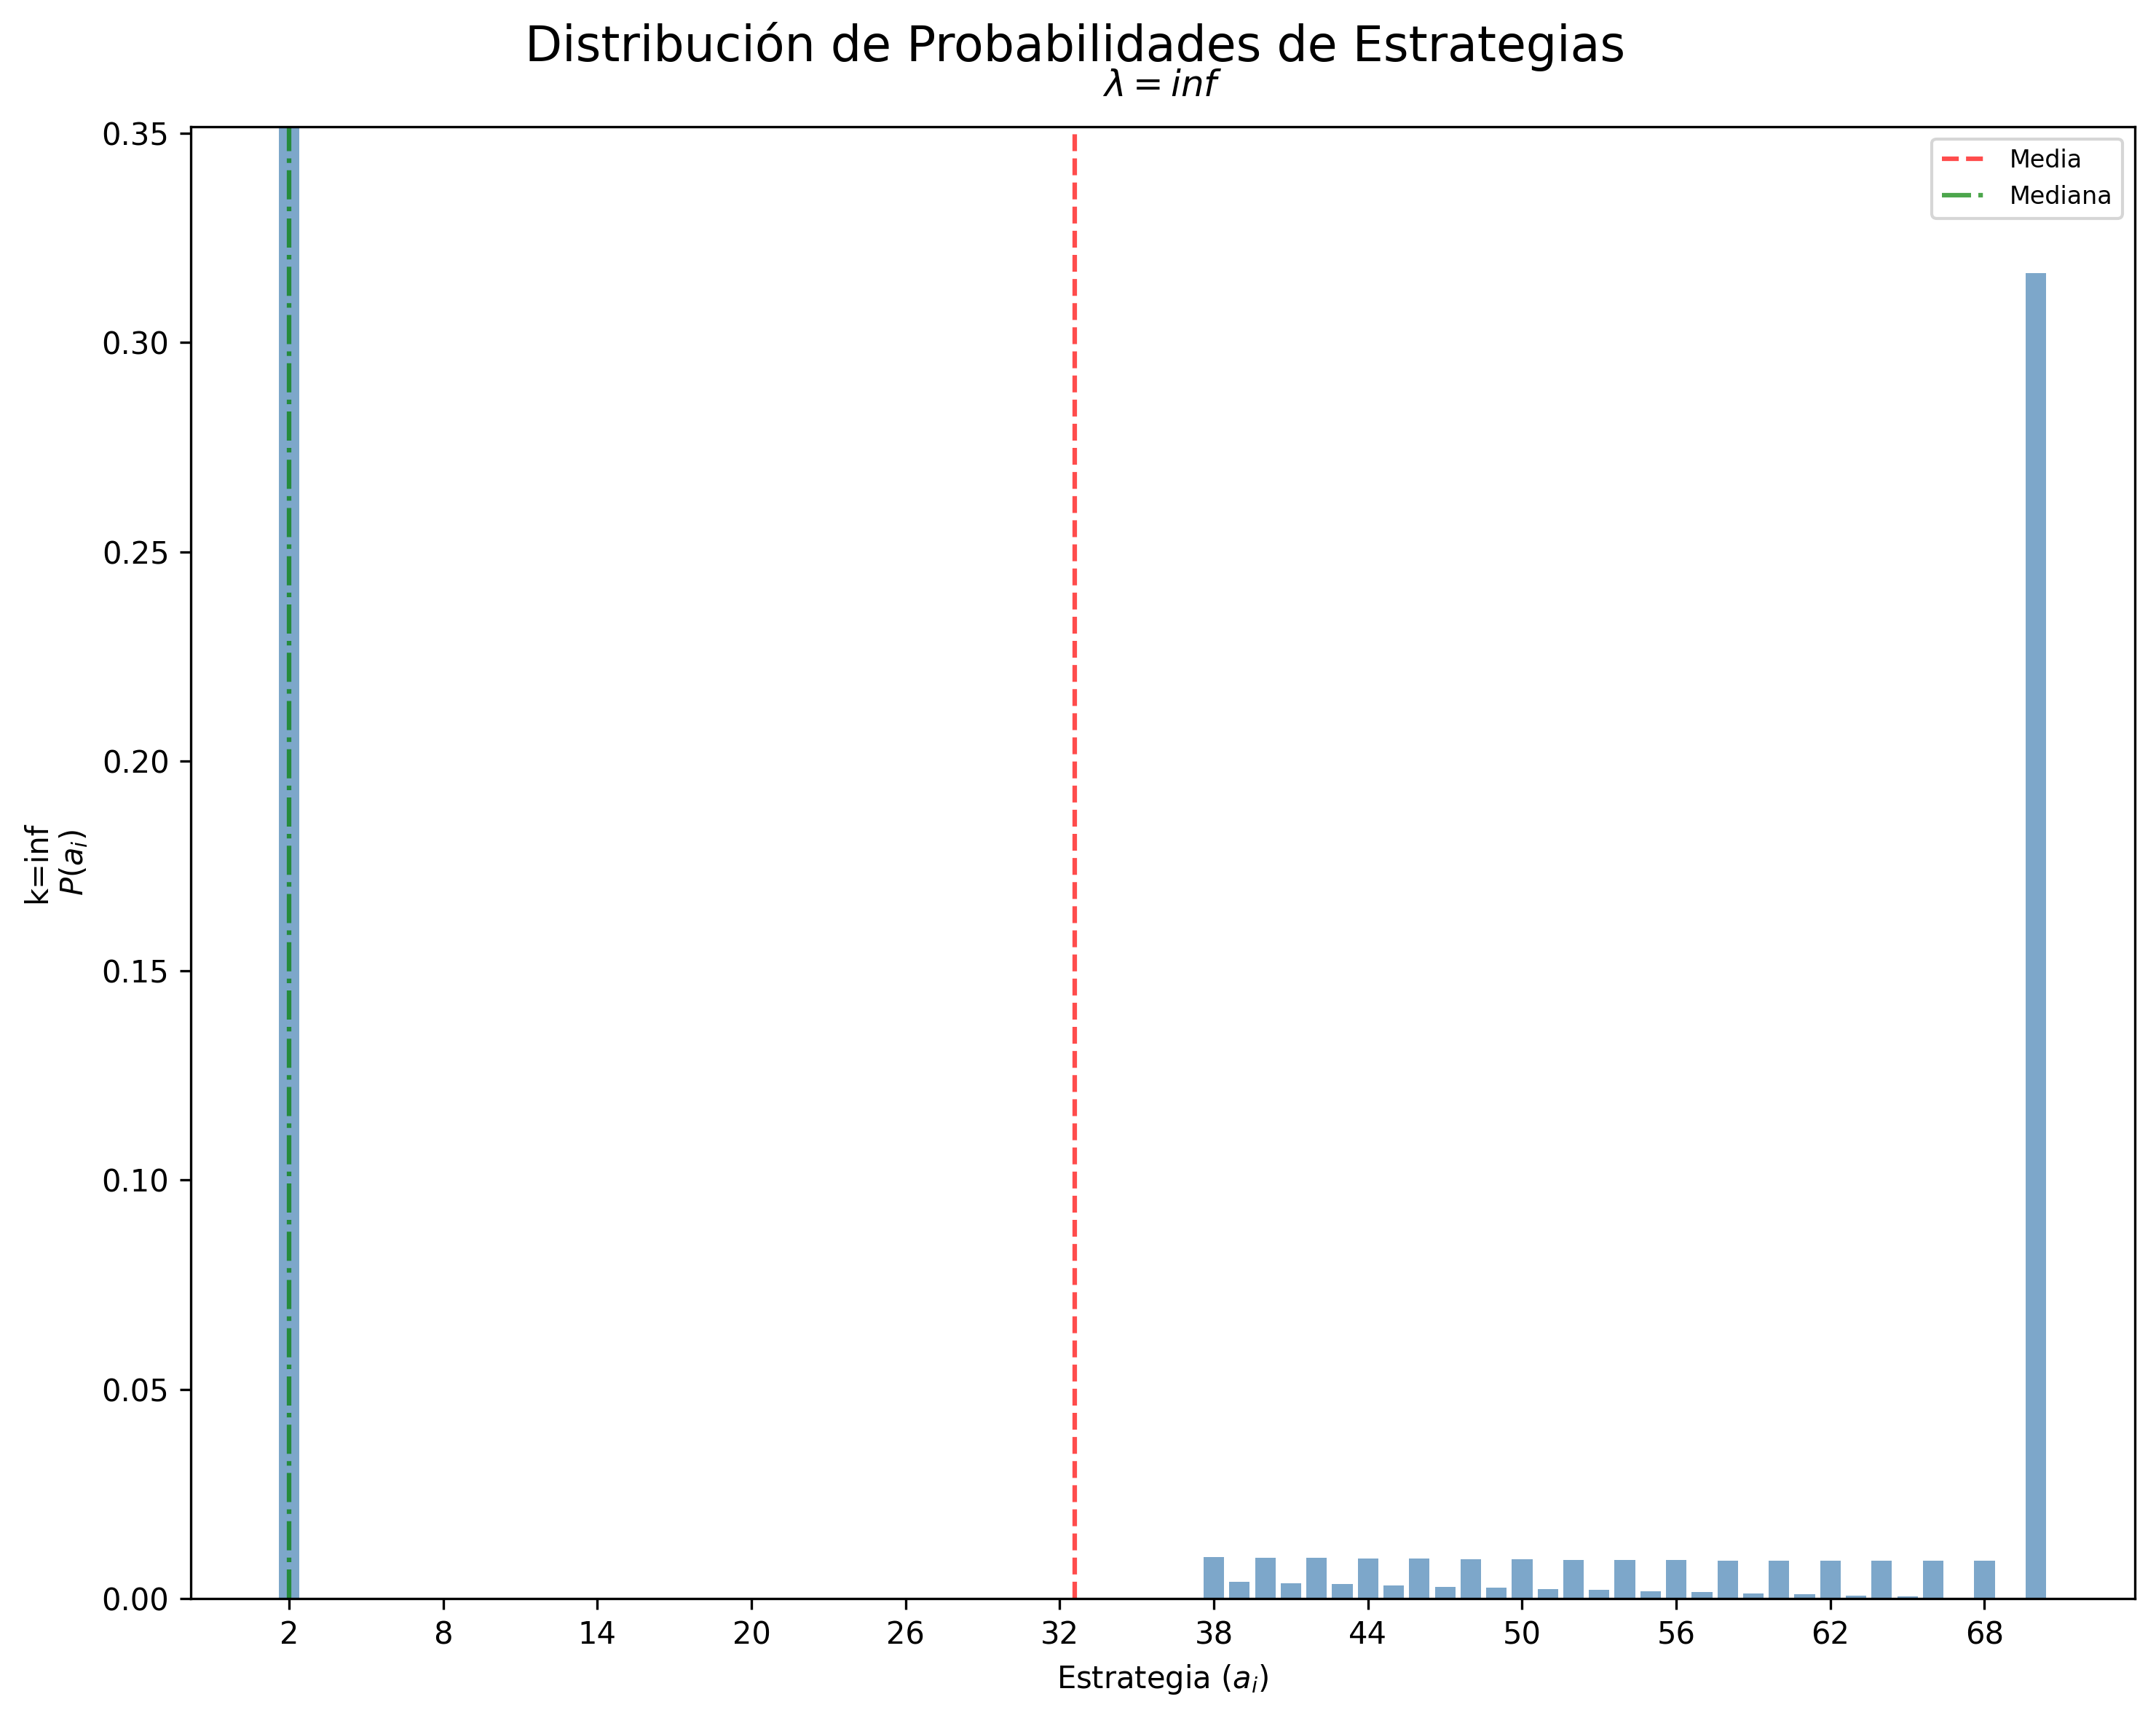 Distribución de Probabilidades de Estrategias
λ = inf
0.35
0.30
0.25
0.20
0.15
0.10
0.05
0.00
k=inf
P(a_i)
Media
Mediana
2 8 14 20 26 32 38 44 50 56 62 68
Estrategia (a_i)